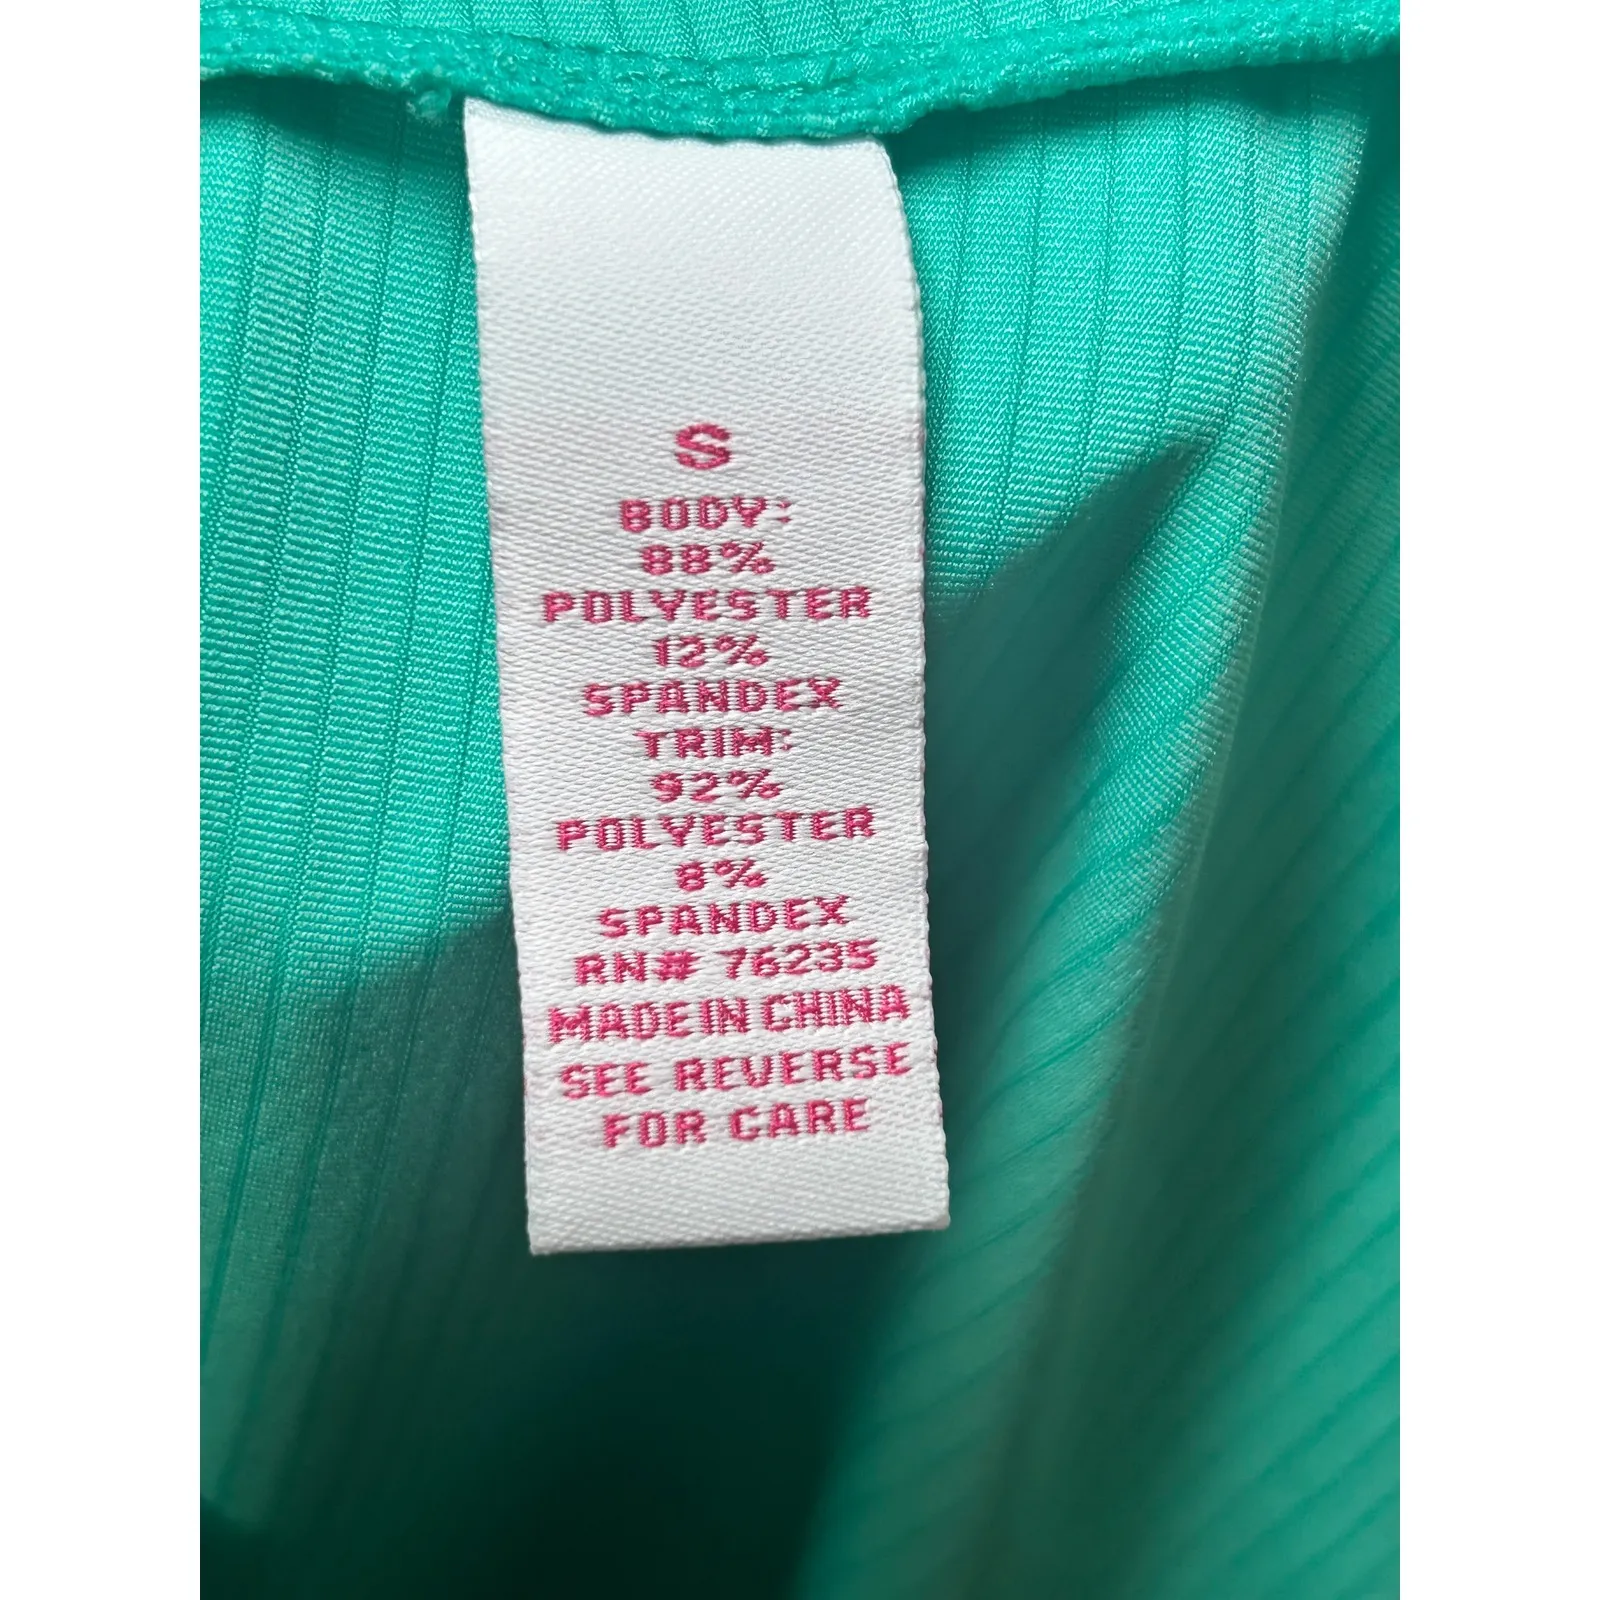 S
BODY:
88%
POLYESTER
12%
SPANDEX
TRIM:
92%
POLYESTER
8%
SPANDEX
RN# 76235
MADE IN CHINA
SEE REVERSE
FOR CARE